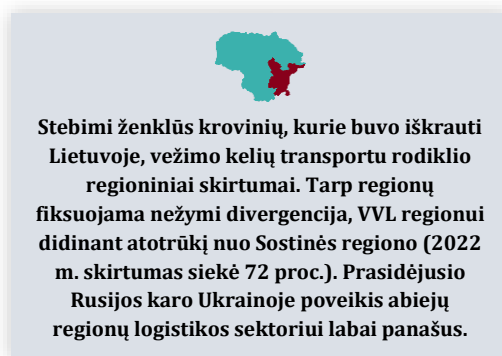 Stebimi ženklūs krovinių, kurie buvo iškrauti
Lietuvoje, vežimo kelių transportu rodiklio
regioniniai skirtumai. Tarp regionų
fiksuojama nežymi divergencija, VVL regionui
didinant atotrūkį nuo Sostinės regiono (2022
m. skirtumas siekė 72 proc.). Prasidėjusio
Rusijos karo Ukrainoje poveikis abiejų
regionų logistikos sektoriui labai panašus.